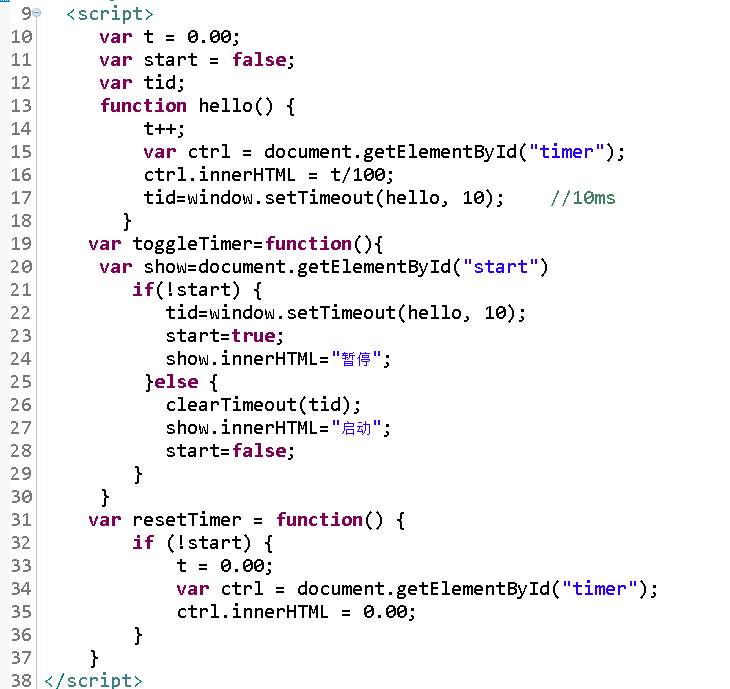 9 <script>
10 var t = 0.00;
11 var start = false;
12 var tid;
13 function hello() {
14 t++;
15 var ctrl = document.getElementById("timer");
16 ctrl.innerHTML = t/100;
17 tid=window.setTimeout(hello, 10); //10ms
18 }
19 var toggleTimer=function(){
20 var show=document.getElementById("start")
21 if(!start) {
22 tid=window.setTimeout(hello, 10);
23 start=true;
24 show.innerHTML="暂停";
25 }else {
26 clearTimeout(tid);
27 show.innerHTML="启动";
28 start=false;
29 }
30 }
31 var resetTimer = function() {
32 if (!start) {
33 t = 0.00;
34 var ctrl = document.getElementById("timer");
35 ctrl.innerHTML = 0.00;
36 }
37 }
38 </script>